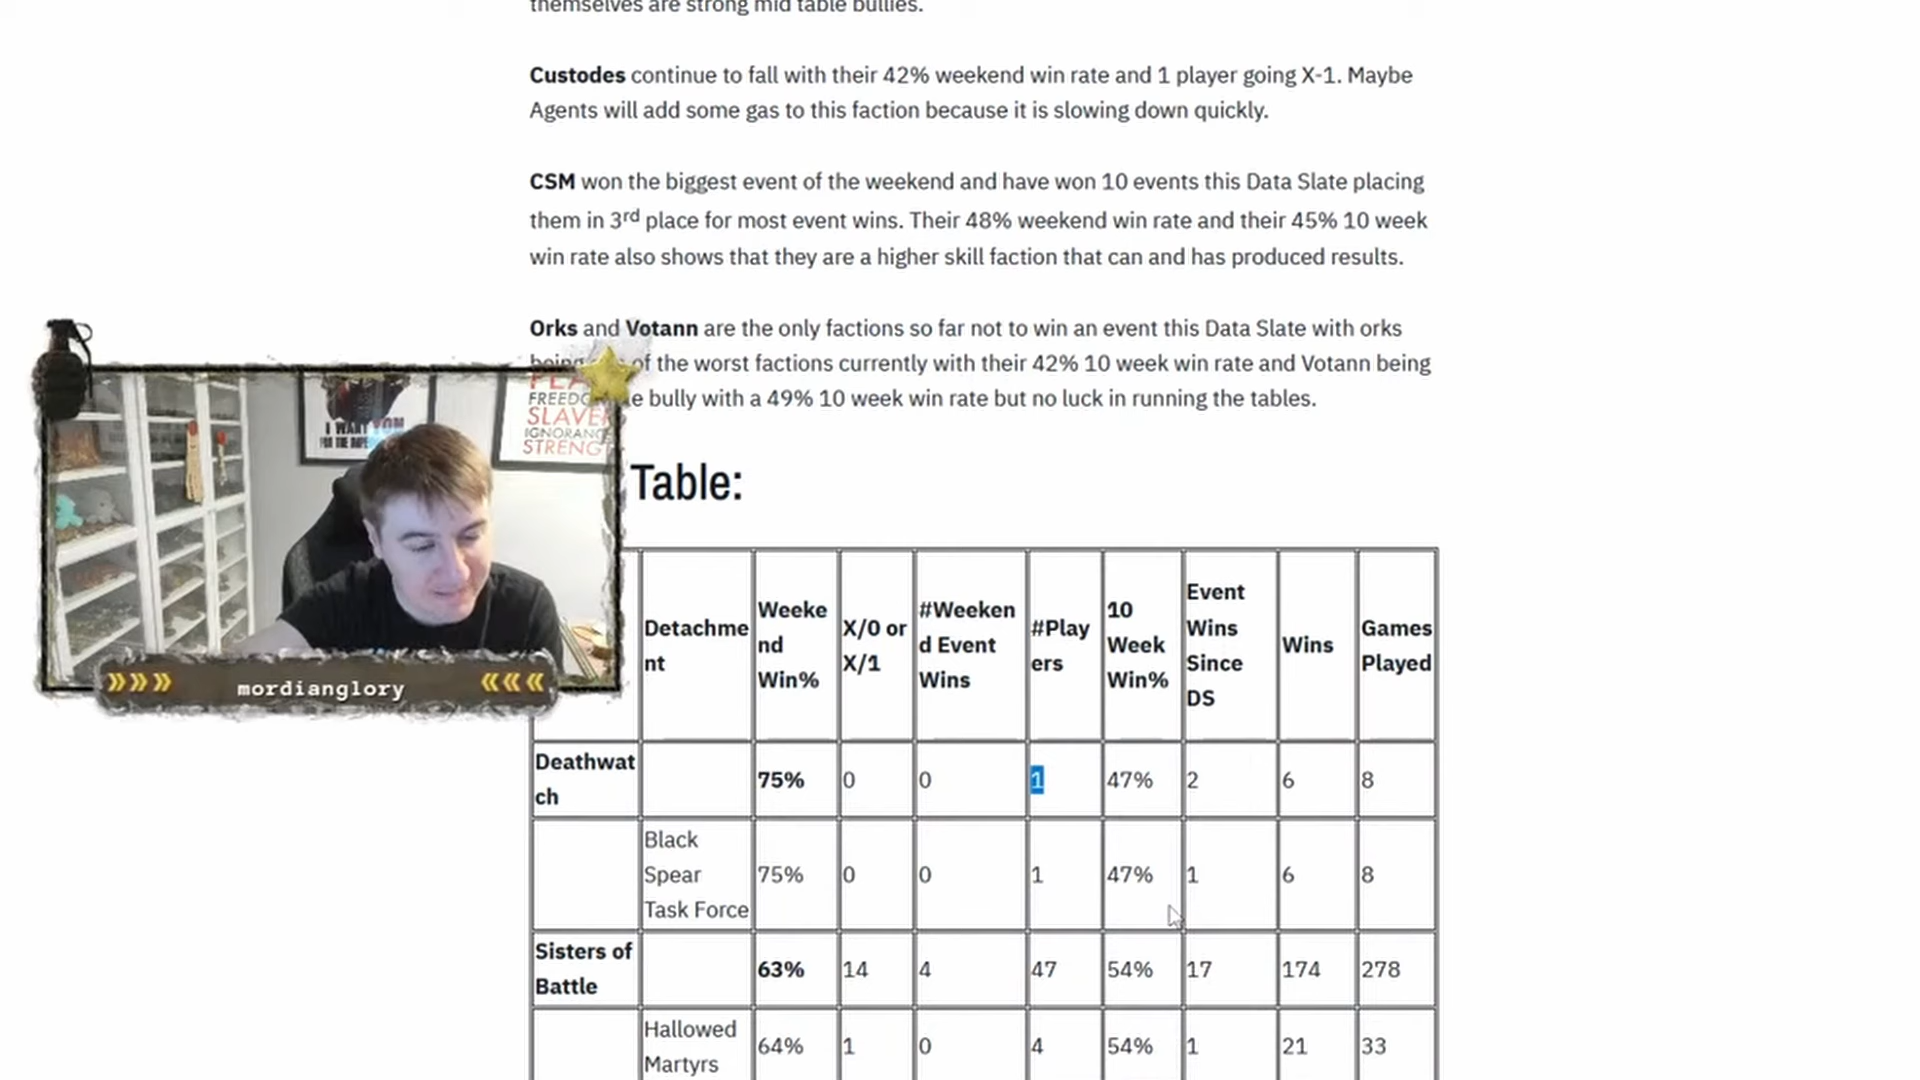 themselves are strong mid table bullies.
Custodes continue to fall with their 42% weekend win rate and 1 player going X-1. Maybe
Agents will add some gas to this faction because it is slowing down quickly.
CSM won the biggest event of the weekend and have won 10 events this Data Slate placing
them in 3rd place for most event wins. Their 48% weekend win rate and their 45% 10 week
win rate also shows that they are a higher skill faction that can and has produced results.
Orks and Votann are the only factions so far not to win an event this Data Slate with orks
of the worst factions currently with their 42% 10 week win rate and Votann being
bully with a 49% 10 week win rate but no luck in running the tables.
I WANT YOU
SLAVER
IGNORANC
STRENG
mordianglory
Table:
Detachment Weekend Win% X/0 or X/1 #Weekend Event Wins #Players 10 Week Win% Event Wins Since DS Wins Games Played
Deathwatch 75% 0 0 1 47% 2 6 8
Black Spear Task Force 75% 0 0 1 47% 1 6 8
Sisters of Battle 63% 14 4 47 54% 17 174 278
Hallowed Martyrs 64% 1 0 4 54% 1 21 33